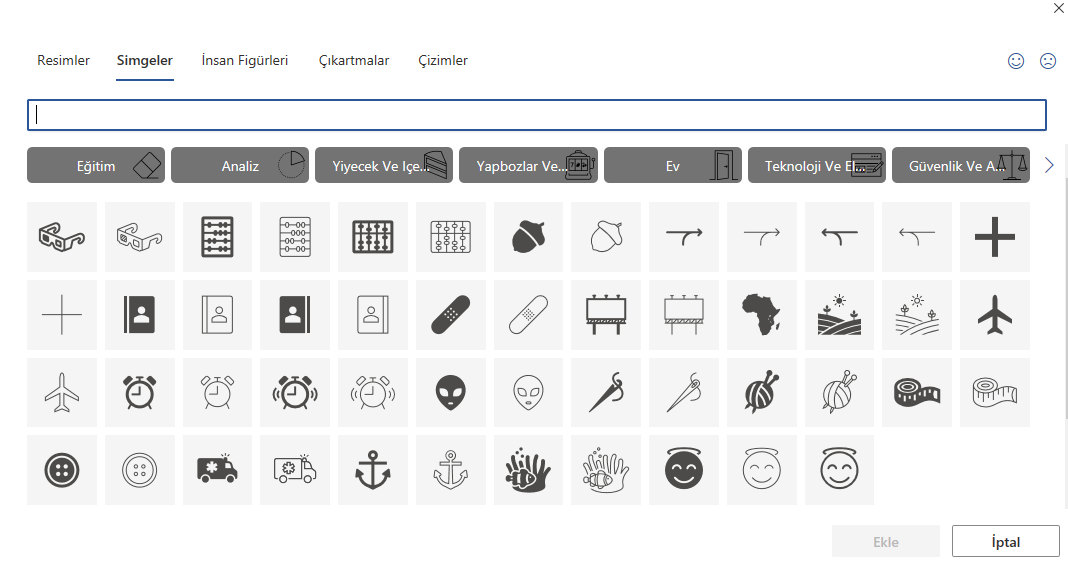 Resimler Simgeler İnsan Figürleri Çıkartmalar Çizimler
Eğitim Analiz Yiyecek Ve İçe... Yapbozlar Ve... Ev Teknoloji Ve El... Güvenlik Ve A...
Ekle İptal